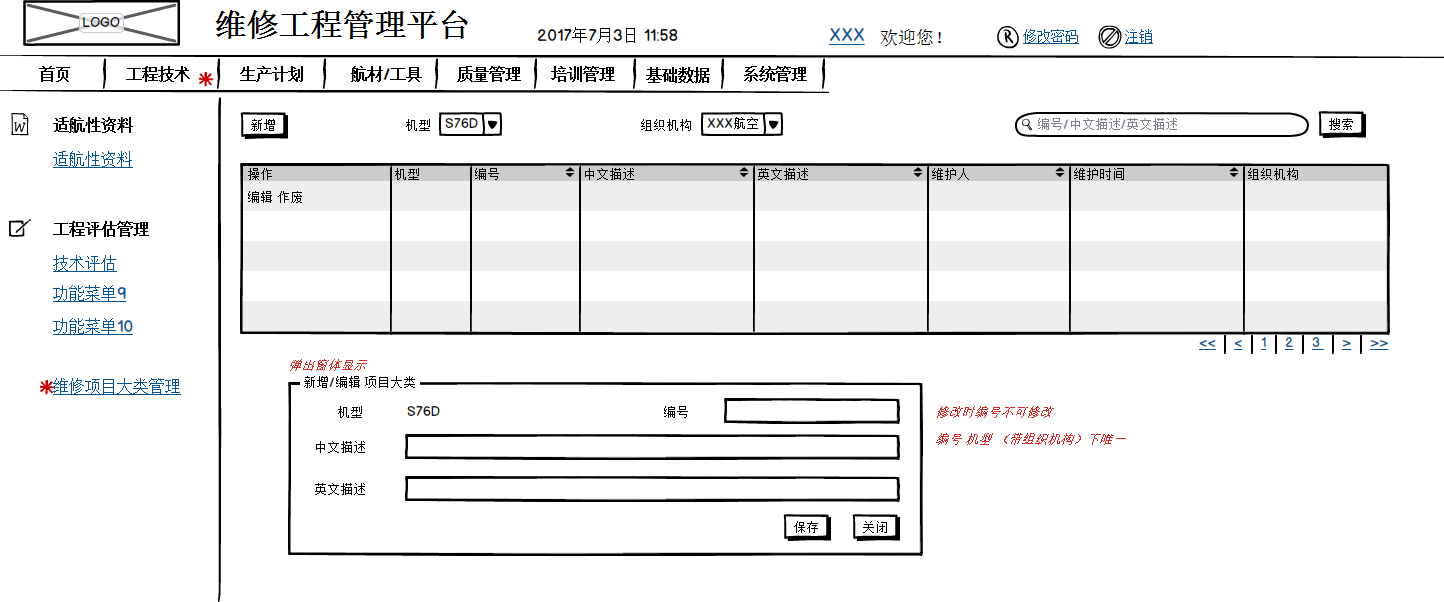 LOGO
维修工程管理平台
2017年7月3日 11:58
XXX 欢迎您！
修改密码
注销
首页 工程技术 生产计划 航材/工具 质量管理 培训管理 基础数据 系统管理
适航性资料
适航性资料
工程评估管理
技术评估
功能菜单9
功能菜单10
维修项目大类管理
新增 机型 S76D 组织机构 XXX航空 编号/中文描述/英文描述 搜索
操作 机型 编号 中文描述 英文描述 维护人 维护时间 组织机构
编辑 作废
<< < 1 2 3 > >>
弹出窗体显示
新增/编辑 项目大类
机型 S76D 编号
中文描述
英文描述
保存 关闭
修改时编号不可修改
编号 机型 （带组织机构）下唯一